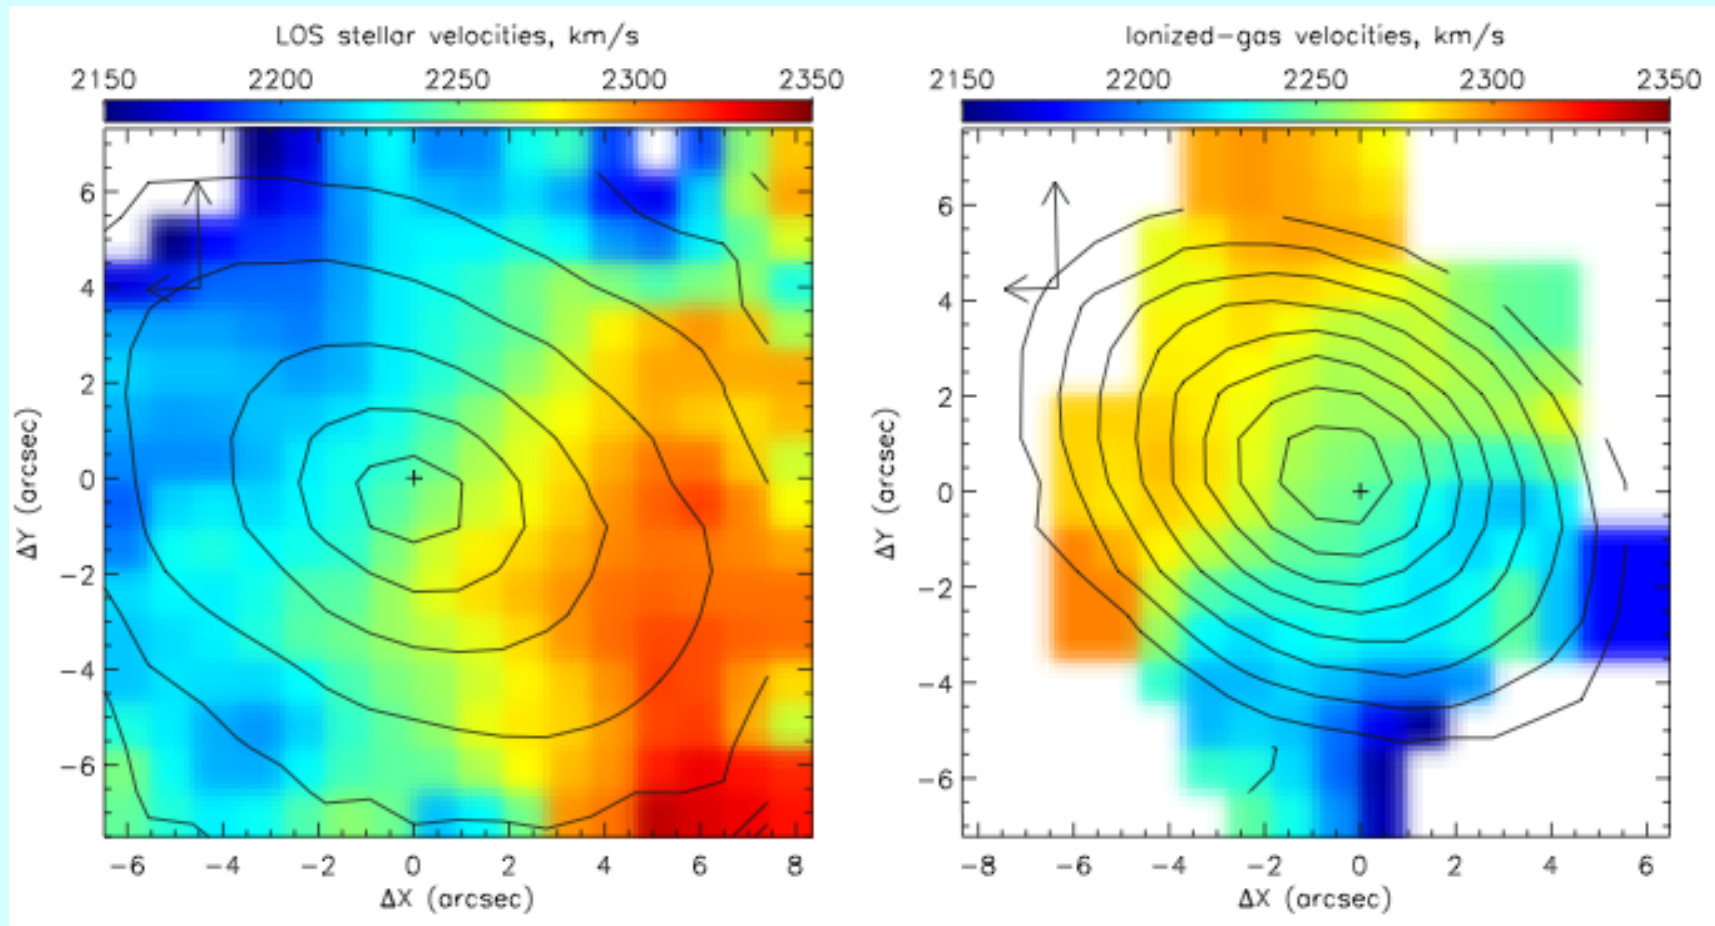 LOS stellar velocities, km/s
2150 2200 2250 2300 2350
6
4
2
0
−2
−4
−6
ΔY (arcsec)
−6 −4 −2 0 2 4 6 8
ΔX (arcsec)
Ionized−gas velocities, km/s
2150 2200 2250 2300 2350
6
4
2
0
−2
−4
−6
ΔY (arcsec)
−8 −6 −4 −2 0 2 4 6
ΔX (arcsec)